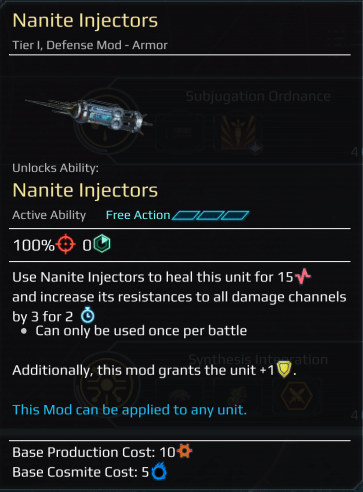 Nanite Injectors
Tier I, Defense Mod - Armor
Subjugation Ordnance
Unlocks Ability:
Nanite Injectors
Active Ability Free Action
100% 0
Use Nanite Injectors to heal this unit for 15
and increase its resistances to all damage channels
by 3 for 2
• Can only be used once per battle
Synthesis Integration
Additionally, this mod grants the unit +1.
This Mod can be applied to any unit.
Base Production Cost: 10
Base Cosmite Cost: 5